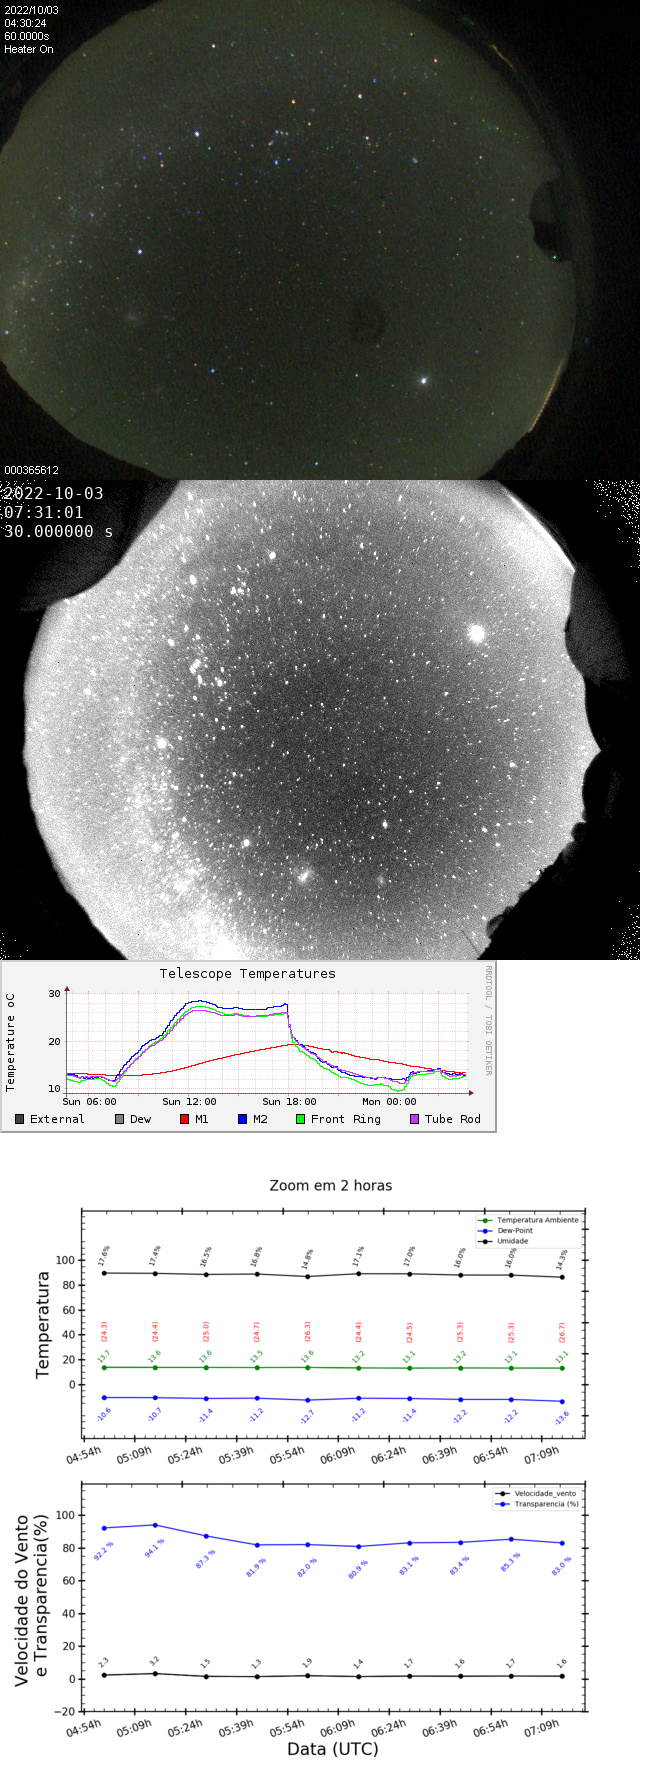 2022/10/03
04:30:24
60.0000s
Heater On
000365612
2022-10-03
07:31:01
30.000000 s
Telescope Temperatures
RRDTOOL / TOBI OETIKER
Temperature oC
30
20
10
Sun 06:00 Sun 12:00 Sun 18:00 Mon 00:00
External Dew M1 M2 Front Ring Tube Rod
Zoom em 2 horas
Temperatura Ambiente
Dew-Point
Umidade
Temperatura
100
80
60
40
20
0
17.6% 17.4% 16.5% 16.8% 14.8% 17.1% 17.0% 16.0% 16.0% 14.3%
(24.3) (24.4) (25.0) (24.7) (26.3) (24.4) (24.5) (25.3) (25.3) (26.7)
13.7 13.6 13.6 13.5 13.6 13.2 13.1 13.2 13.1 13.1
-10.6 -10.7 -11.4 -11.2 -12.7 -11.2 -11.4 -12.2 -12.2 -13.6
04:54h 05:09h 05:24h 05:39h 05:54h 06:09h 06:24h 06:39h 06:54h 07:09h
Velocidade_vento
Transparencia (%)
Velocidade do Vento
e Transparencia(%)
100
80
60
40
20
0
−20
92.2 % 94.1 % 87.3 % 81.9 % 82.0 % 80.9 % 83.1 % 83.4 % 85.3 % 83.0 %
2.3 3.2 1.5 1.3 1.9 1.4 1.7 1.6 1.7 1.6
04:54h 05:09h 05:24h 05:39h 05:54h 06:09h 06:24h 06:39h 06:54h 07:09h
Data (UTC)